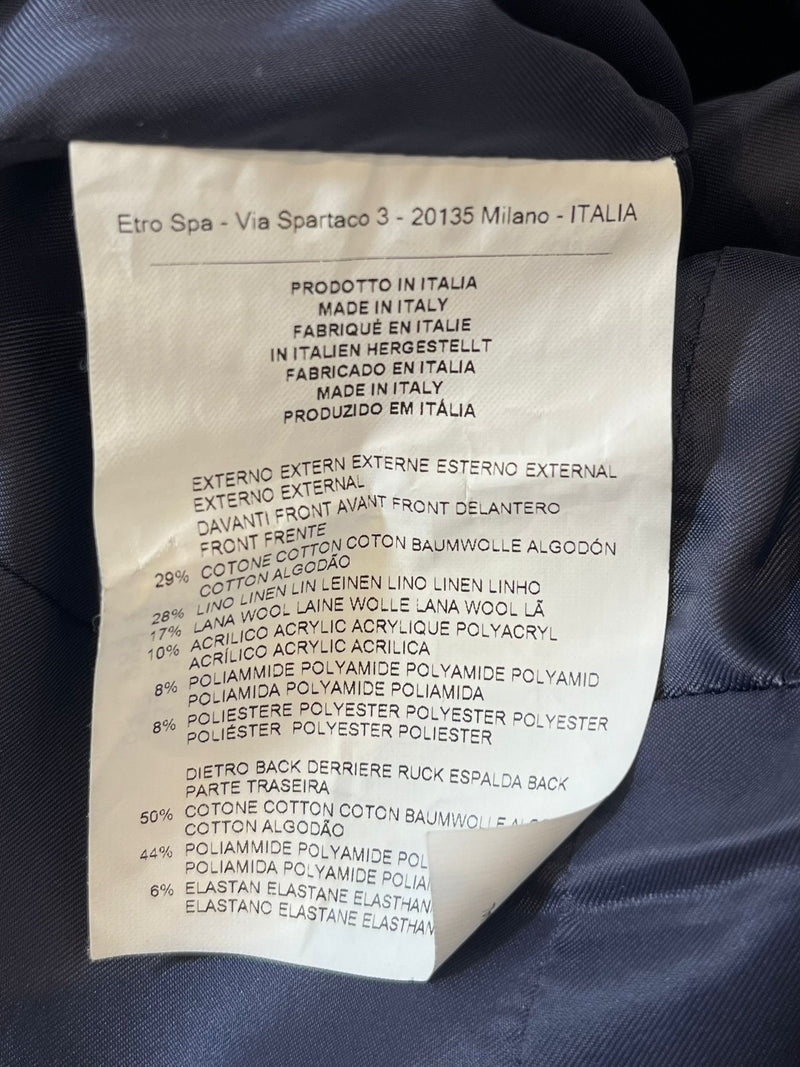 Etro Spa - Via Spartaco 3 - 20135 Milano - ITALIA
PRODOTTO IN ITALIA
MADE IN ITALY
FABRIQUÉ EN ITALIE
IN ITALIEN HERGESTELLT
FABRICADO EN ITALIA
MADE IN ITALY
PRODUZIDO EM ITÁLIA
EXTERNO EXTERN EXTERNE ESTERNO EXTERNAL
EXTERNO EXTERNAL
DAVANTI FRONT AVANT FRONT DELANTERO
FRONT FRENTE
29% COTONE COTTON COTON BAUMWOLLE ALGODÓN
COTTON ALGODÃO
28% LINO LINEN LIN LEINEN LINO LINEN LINHO
17% LANA WOOL LAINE WOLLE LANA WOOL LÃ
10% ACRILICO ACRYLIC ACRYLIQUE POLYACRYL
ACRÍLICO ACRYLIC ACRILICA
8% POLIAMMIDE POLYAMIDE POLYAMIDE POLYAMID
POLIAMIDA POLYAMIDE POLIAMIDA
8% POLIESTERE POLYESTER POLYESTER POLYESTER
POLIÉSTER POLYESTER POLIESTER
DIETRO BACK DERRIERE RUCK ESPALDA BACK
PARTE TRASEIRA
50% COTONE COTTON COTON BAUMWOLLE
COTTON ALGODÃO
44% POLIAMMIDE POLYAMIDE POL
POLIAMIDA POLYAMIDE POLIA
6% ELASTAN ELASTANE ELASTHAN
ELASTANO ELASTANE ELASTHAN